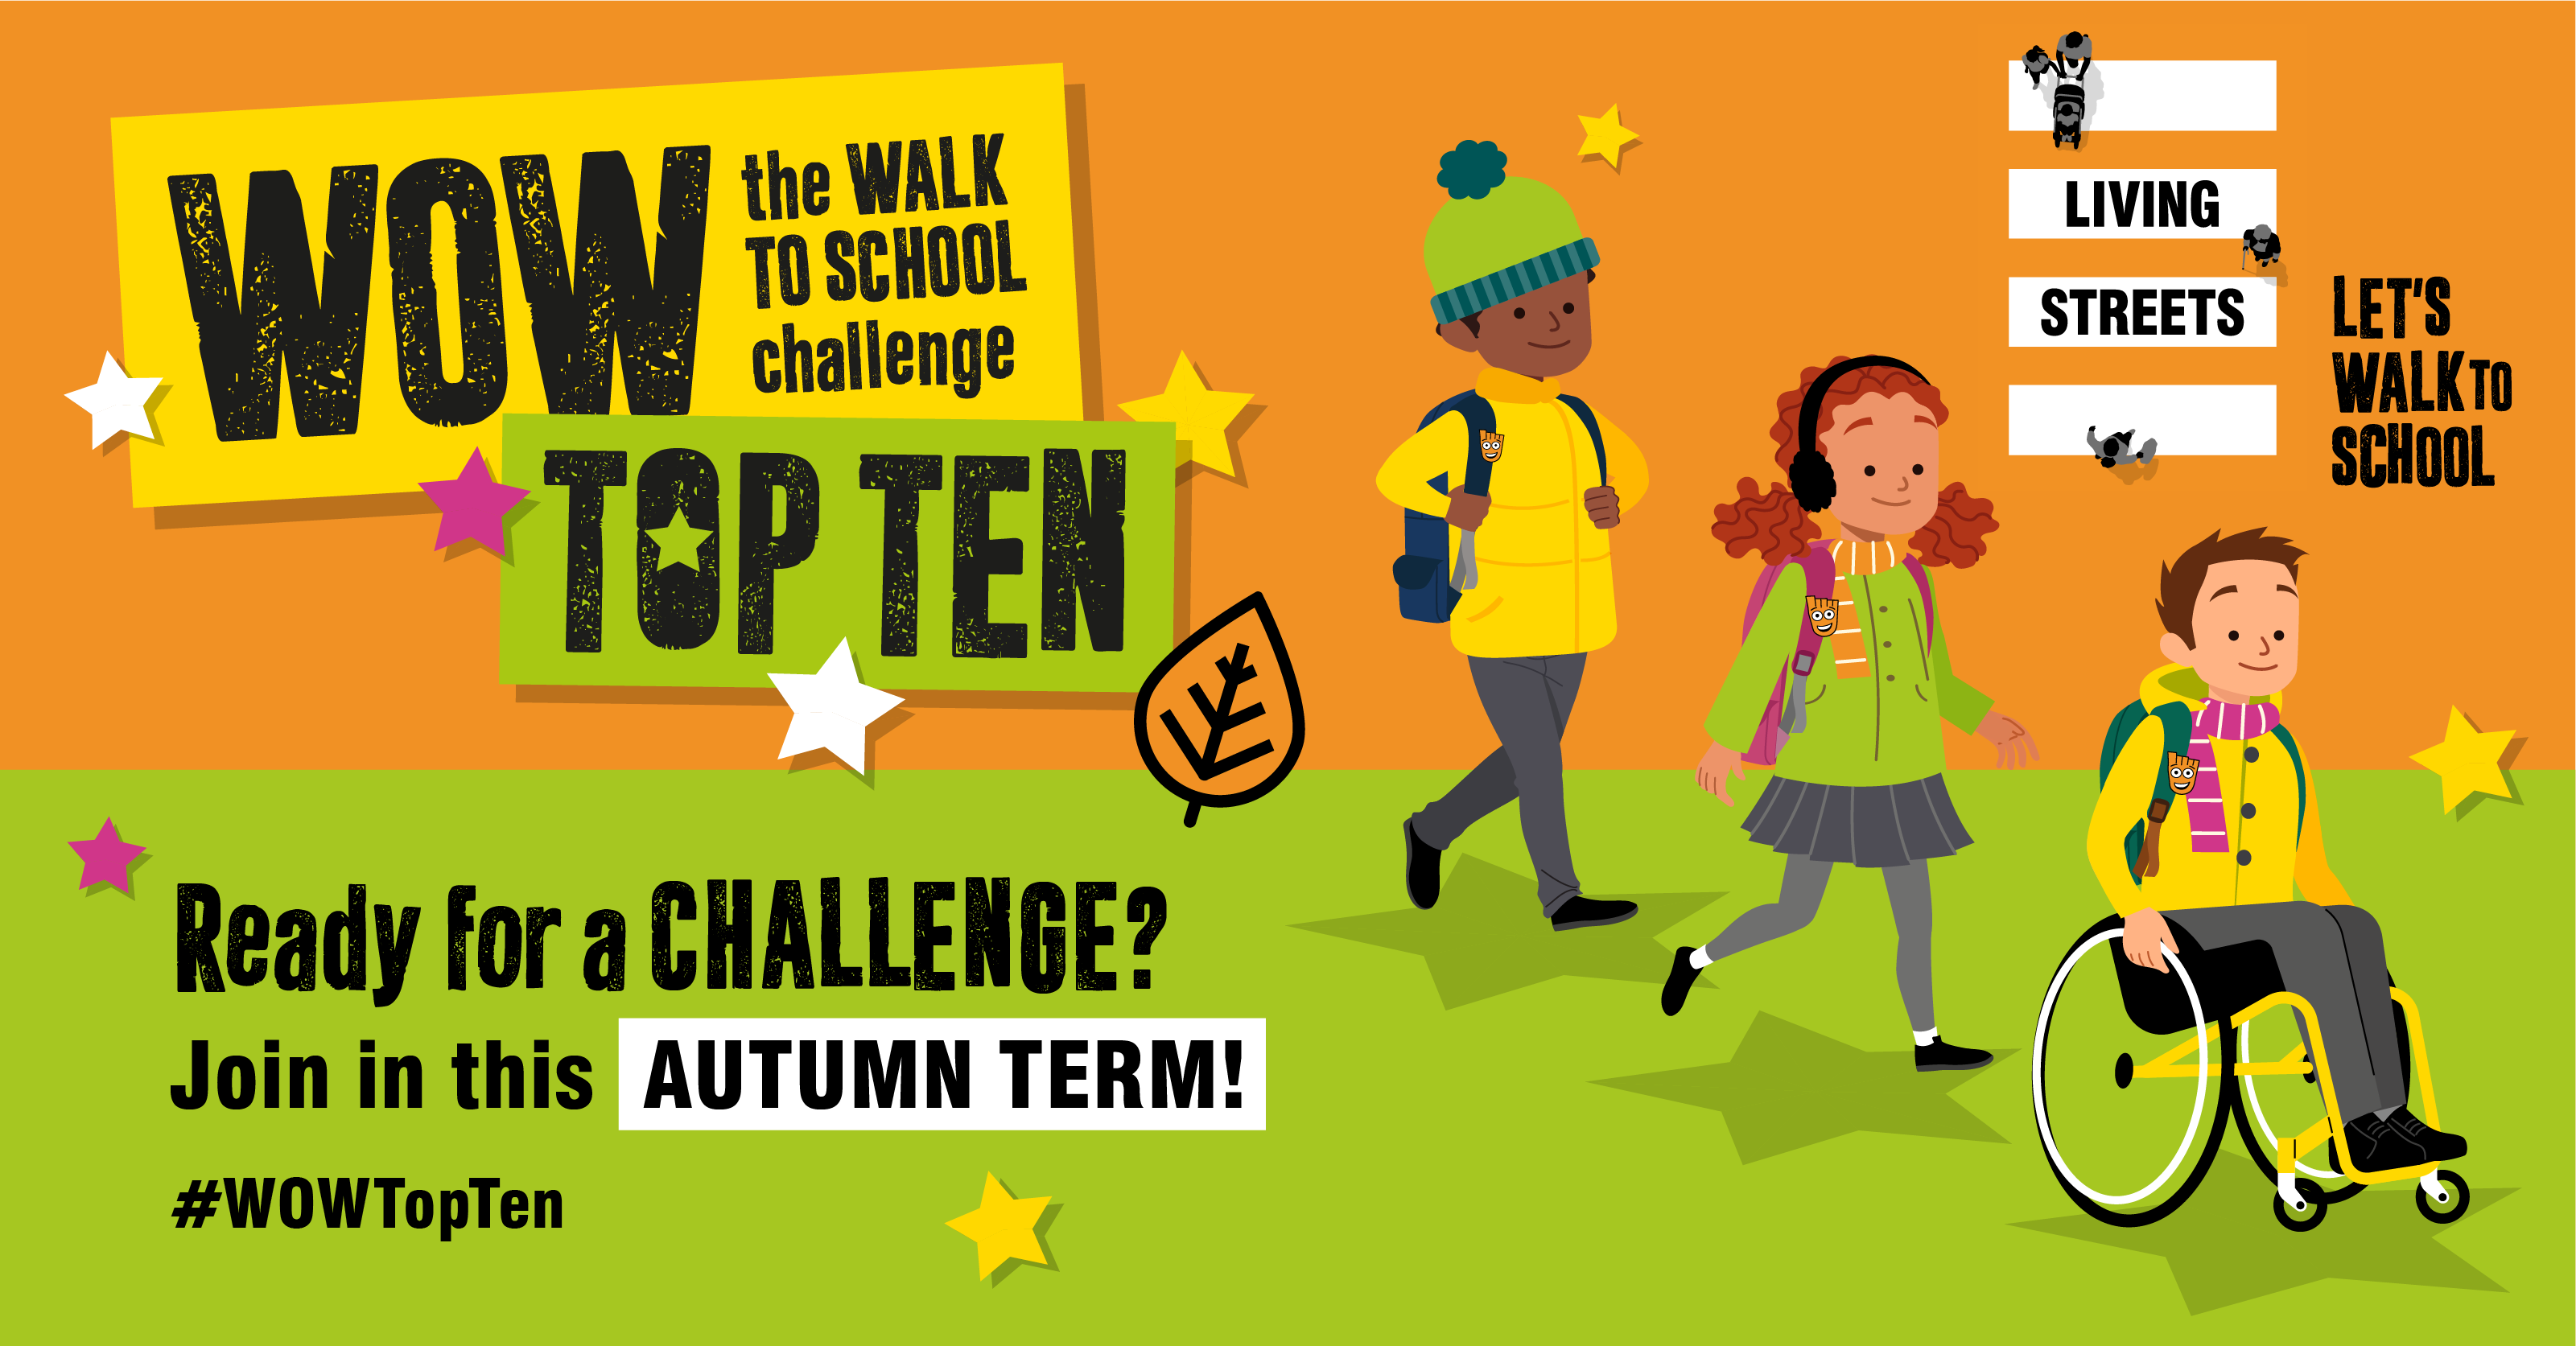 WOW
the WALK
TO SCHOOL
challenge
TOP TEN
LIVING
STREETS
LET'S
WALK TO
SCHOOL
Ready for a CHALLENGE?
Join in this AUTUMN TERM!
#WOWTopTen